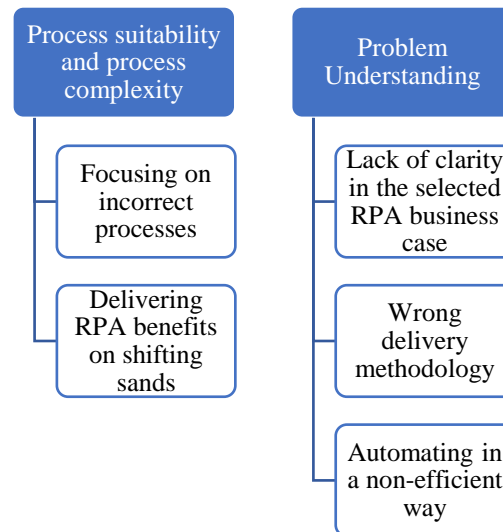 Process suitability
and process
complexity
Focusing on
incorrect
processes
Delivering
RPA benefits
on shifting
sands
Problem
Understanding
Lack of clarity
in the selected
RPA business
case
Wrong
delivery
methodology
Automating in
a non-efficient
way